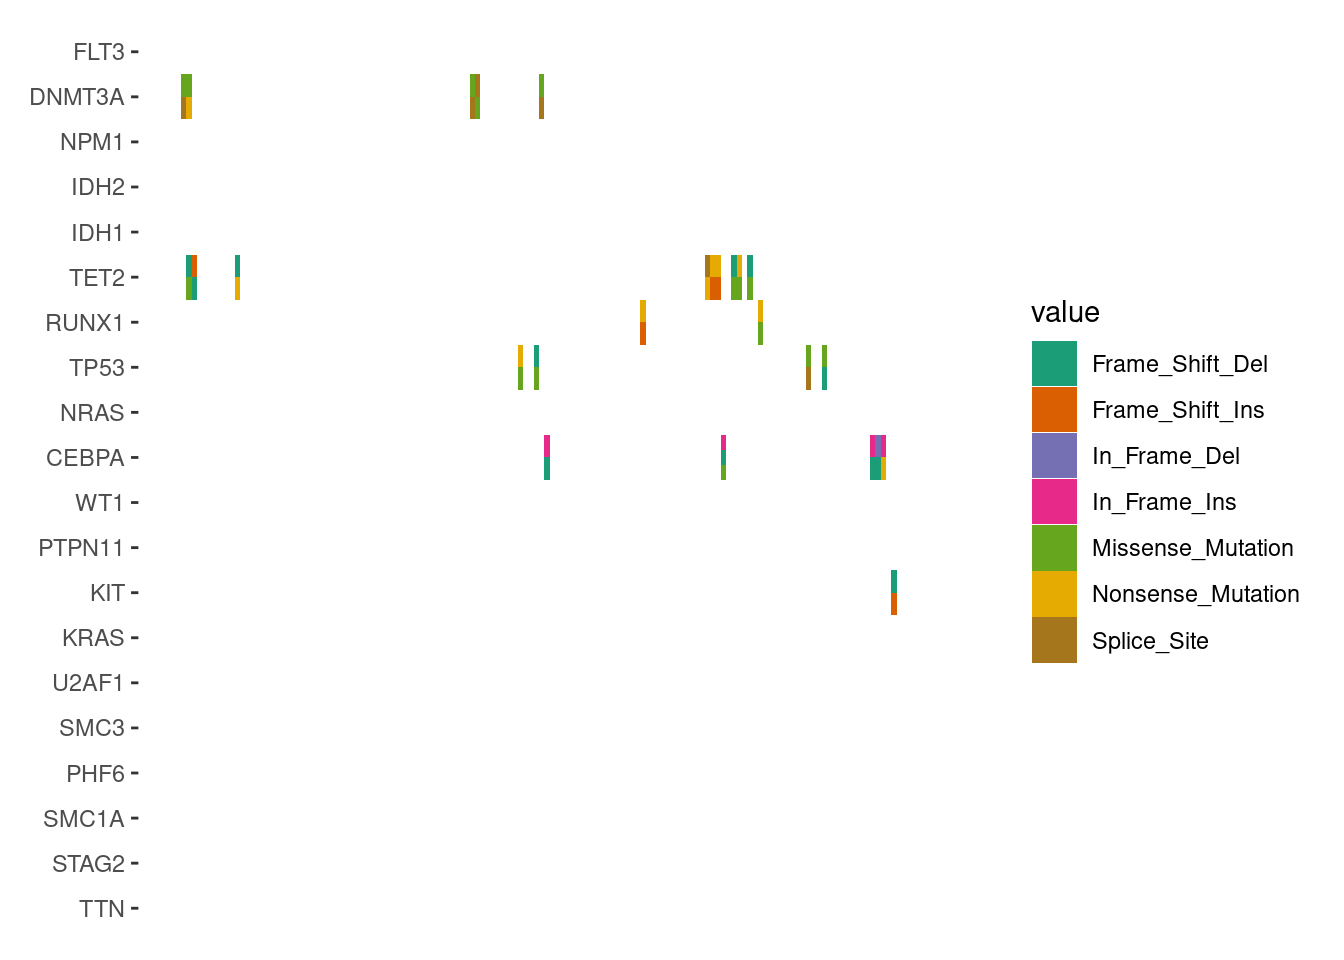 FLT3
DNMT3A
NPM1
IDH2
IDH1
TET2
RUNX1
TP53
NRAS
CEBPA
WT1
PTPN11
KIT
KRAS
U2AF1
SMC3
PHF6
SMC1A
STAG2
TTN
value
Frame_Shift_Del
Frame_Shift_Ins
In_Frame_Del
In_Frame_Ins
Missense_Mutation
Nonsense_Mutation
Splice_Site